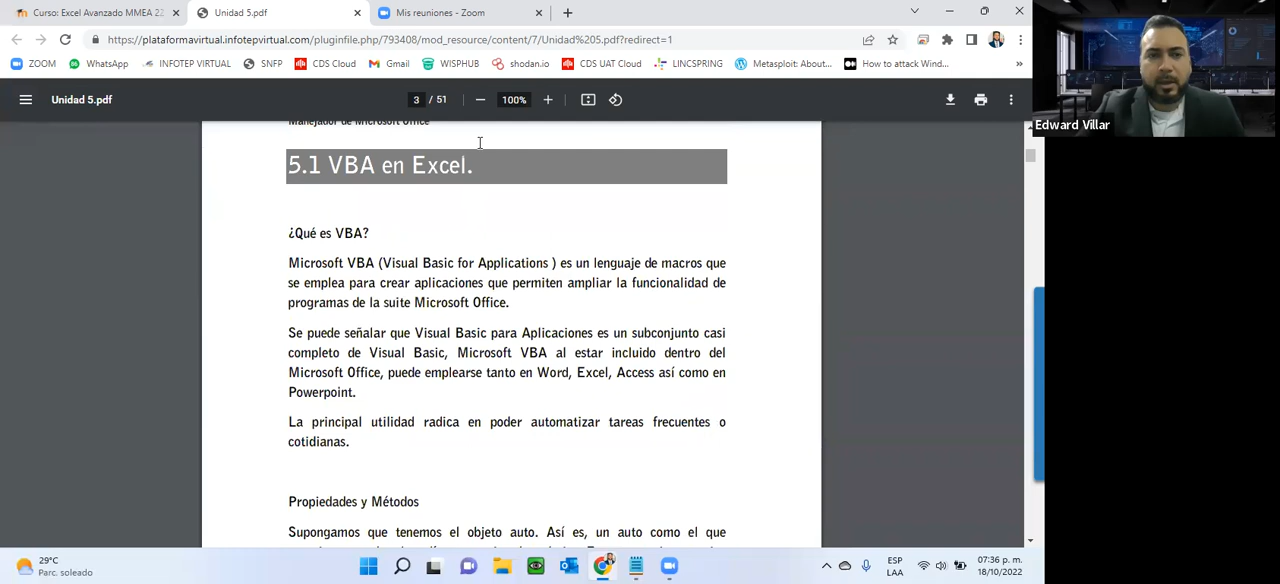 Curso: Excel Avanzado MMEA 22
Unidad 5.pdf
Mis reuniones - Zoom
https://plataformavirtual.infotepvirtual.com/pluginfile.php/793408/mod_resource/content/7/Unidad%205.pdf?redirect=1
ZOOM
WhatsApp
INFOTEP VIRTUAL
SNFP
CDS Cloud
Gmail
WISPHUB
shodan.io
CDS UAT Cloud
LINCSPRING
Metasploit: About...
How to attack Wind...
Edward Villar
Unidad 5.pdf
3 / 51
100%
Manejador de Microsoft Office
5.1 VBA en Excel.
¿Qué es VBA?
Microsoft VBA (Visual Basic for Applications ) es un lenguaje de macros que
se emplea para crear aplicaciones que permiten ampliar la funcionalidad de
programas de la suite Microsoft Office.
Se puede señalar que Visual Basic para Aplicaciones es un subconjunto casi
completo de Visual Basic, Microsoft VBA al estar incluido dentro del
Microsoft Office, puede emplearse tanto en Word, Excel, Access así como en
Powerpoint.
La principal utilidad radica en poder automatizar tareas frecuentes o
cotidianas.
Propiedades y Métodos
Supongamos que tenemos el objeto auto. Así es, un auto como el que
29°C
Parc. soleado
ESP
LAA
07:36 p. m.
18/10/2022